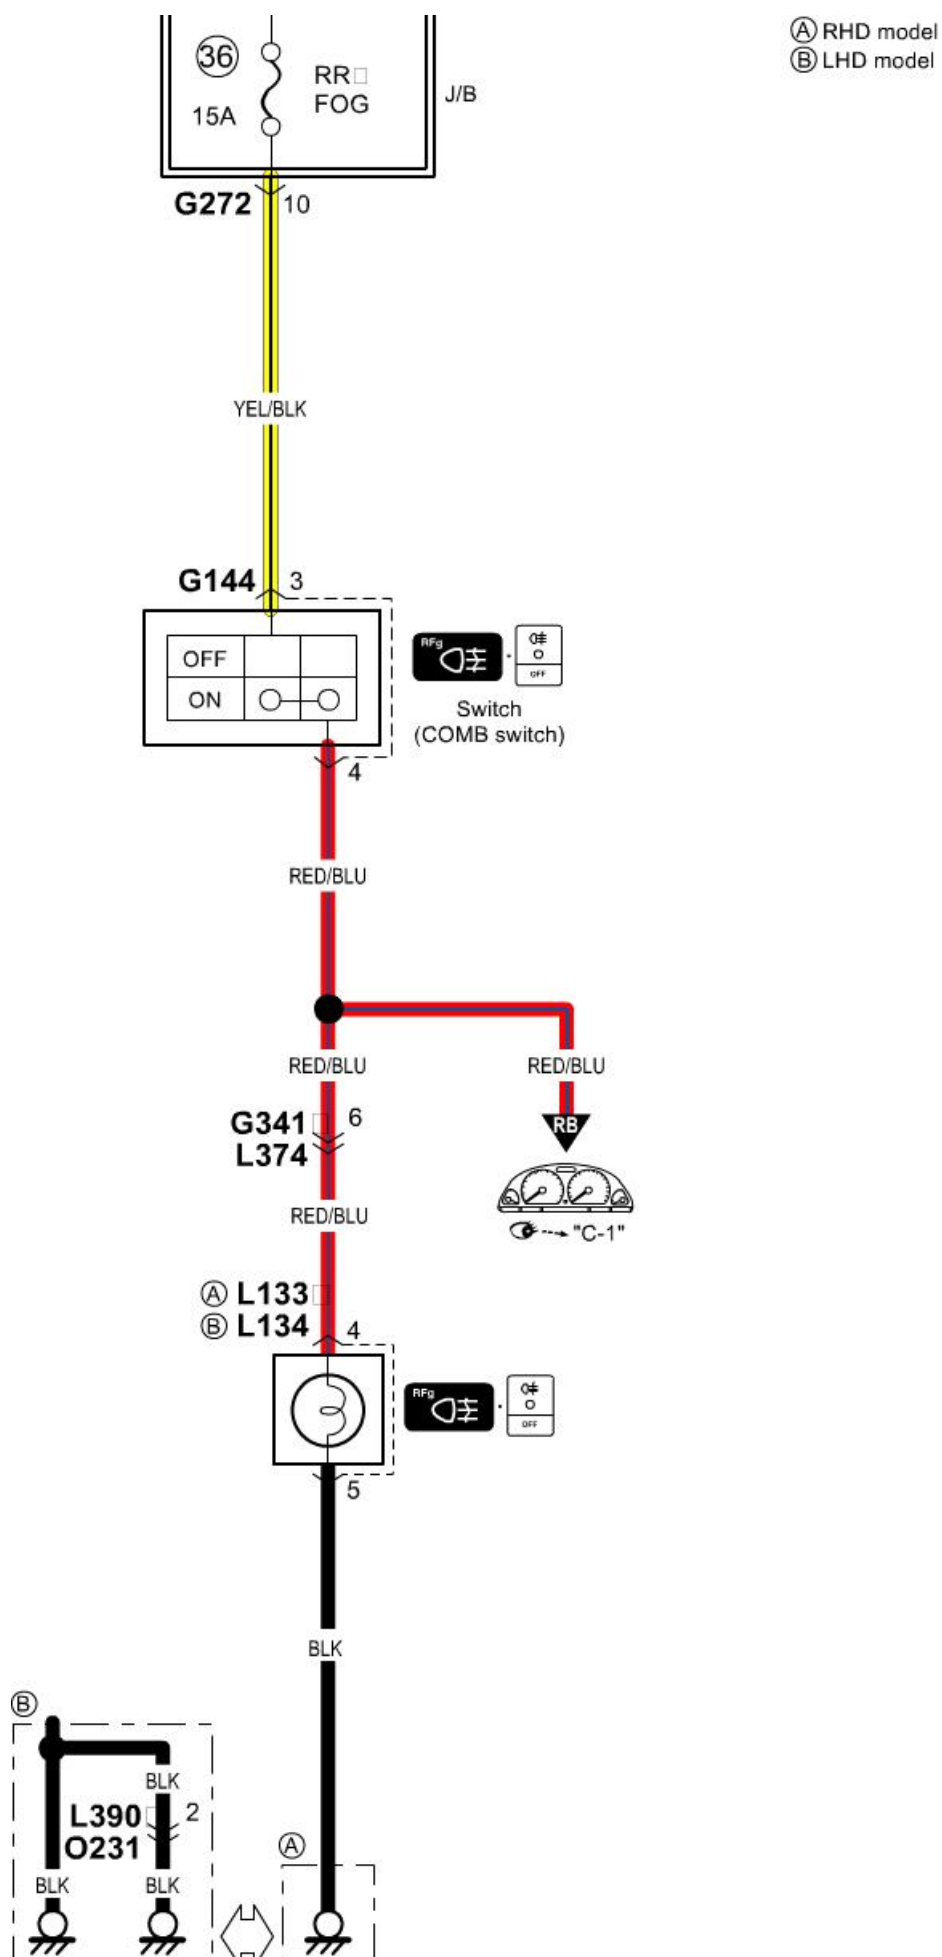 Ⓐ RHD model
Ⓑ LHD model
36
15A
RR
FOG
J/B
G272 10
YEL/BLK
G144 3
OFF
ON
RFg
OFF
Switch
(COMB switch)
4
RED/BLU
RED/BLU
RED/BLU
G341 6
L374
RB
"C-1"
RED/BLU
Ⓐ L133
Ⓑ L134 4
RFg
OFF
5
BLK
Ⓑ
BLK
L390 2
O231
Ⓐ
BLK
BLK